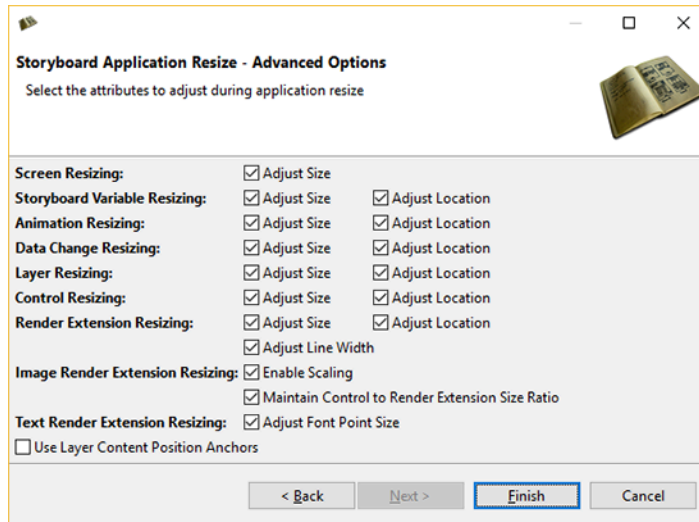 Storyboard Application Resize - Advanced Options
Select the attributes to adjust during application resize
Screen Resizing: Adjust Size
Storyboard Variable Resizing: Adjust Size Adjust Location
Animation Resizing: Adjust Size Adjust Location
Data Change Resizing: Adjust Size Adjust Location
Layer Resizing: Adjust Size Adjust Location
Control Resizing: Adjust Size Adjust Location
Render Extension Resizing: Adjust Size Adjust Location
Adjust Line Width
Image Render Extension Resizing: Enable Scaling
Maintain Control to Render Extension Size Ratio
Text Render Extension Resizing: Adjust Font Point Size
Use Layer Content Position Anchors
< Back Next > Finish Cancel